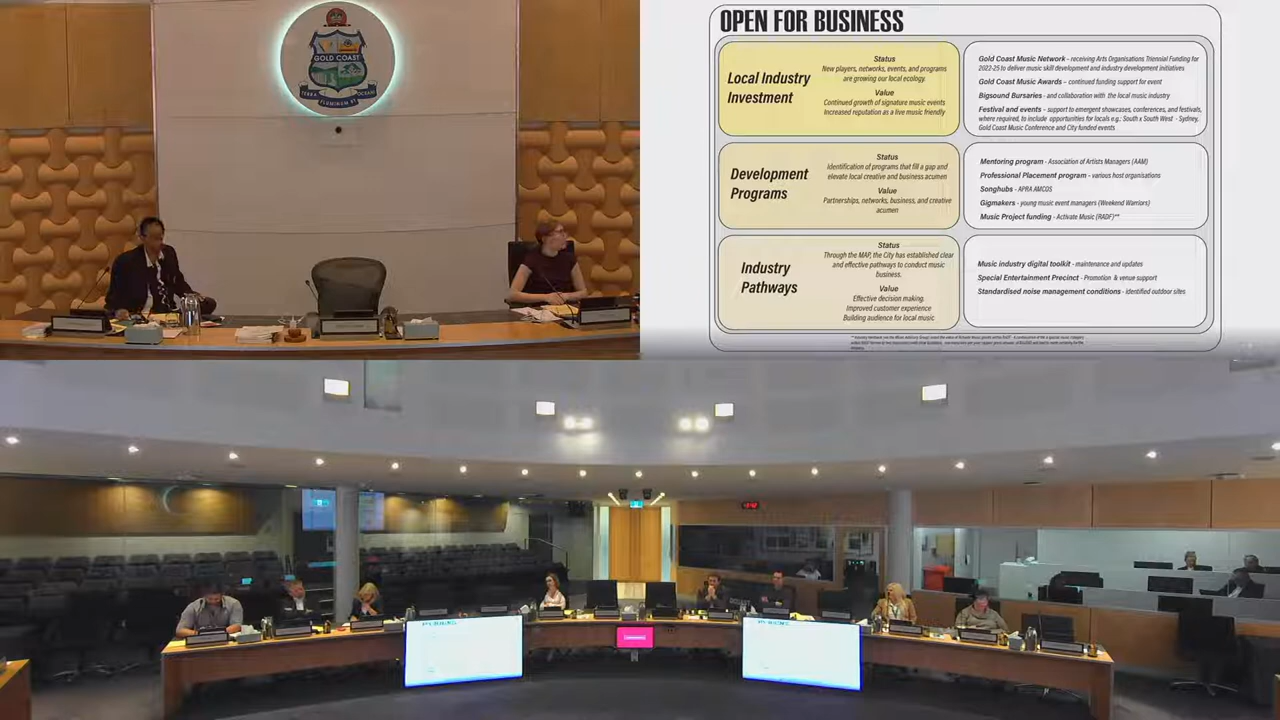 GOLD COAST
OPEN FOR BUSINESS
Local Industry
Investment
Status
New players, networks, events, and programs
are growing our local ecology.
Value
Continued growth of signature music events
Increased reputation as a live music friendly
Gold Coast Music Network - receiving Arts Organisations Triennial Funding for
2022-25 to deliver music skill development and industry development initiatives
Gold Coast Music Awards - continued funding support for event
Bigsound Bursaries - and collaboration with the local music industry
Festival and events - support to emergent showcases, conferences, and festivals,
where required, to include opportunities for locals e.g.: South x South West - Sydney,
Gold Coast Music Conference and City funded events
Development
Programs
Status
Identification of programs that fill a gap and
elevate local creative and business acumen
Value
Partnerships, networks, business, and creative
acumen
Mentoring program - Association of Artists Managers (AAM)
Professional Placement program - various host organisations
Songhubs - APRA AMCOS
Gigmakers - young music event managers (Weekend Warriors)
Music Project funding - Activate Music (RADF)**
Industry
Pathways
Status
Through the MAP, the City has established clear
and effective pathways to conduct music
business.
Value
Effective decision making.
Improved customer experience
Building audience for local music
Music industry digital toolkit - maintenance and updates
Special Entertainment Precinct - Promotion & venue support
Standardised noise management conditions - identified outdoor sites